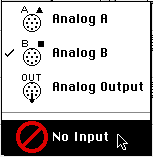 A Analog A
B Analog B
OUT Analog Output
No Input